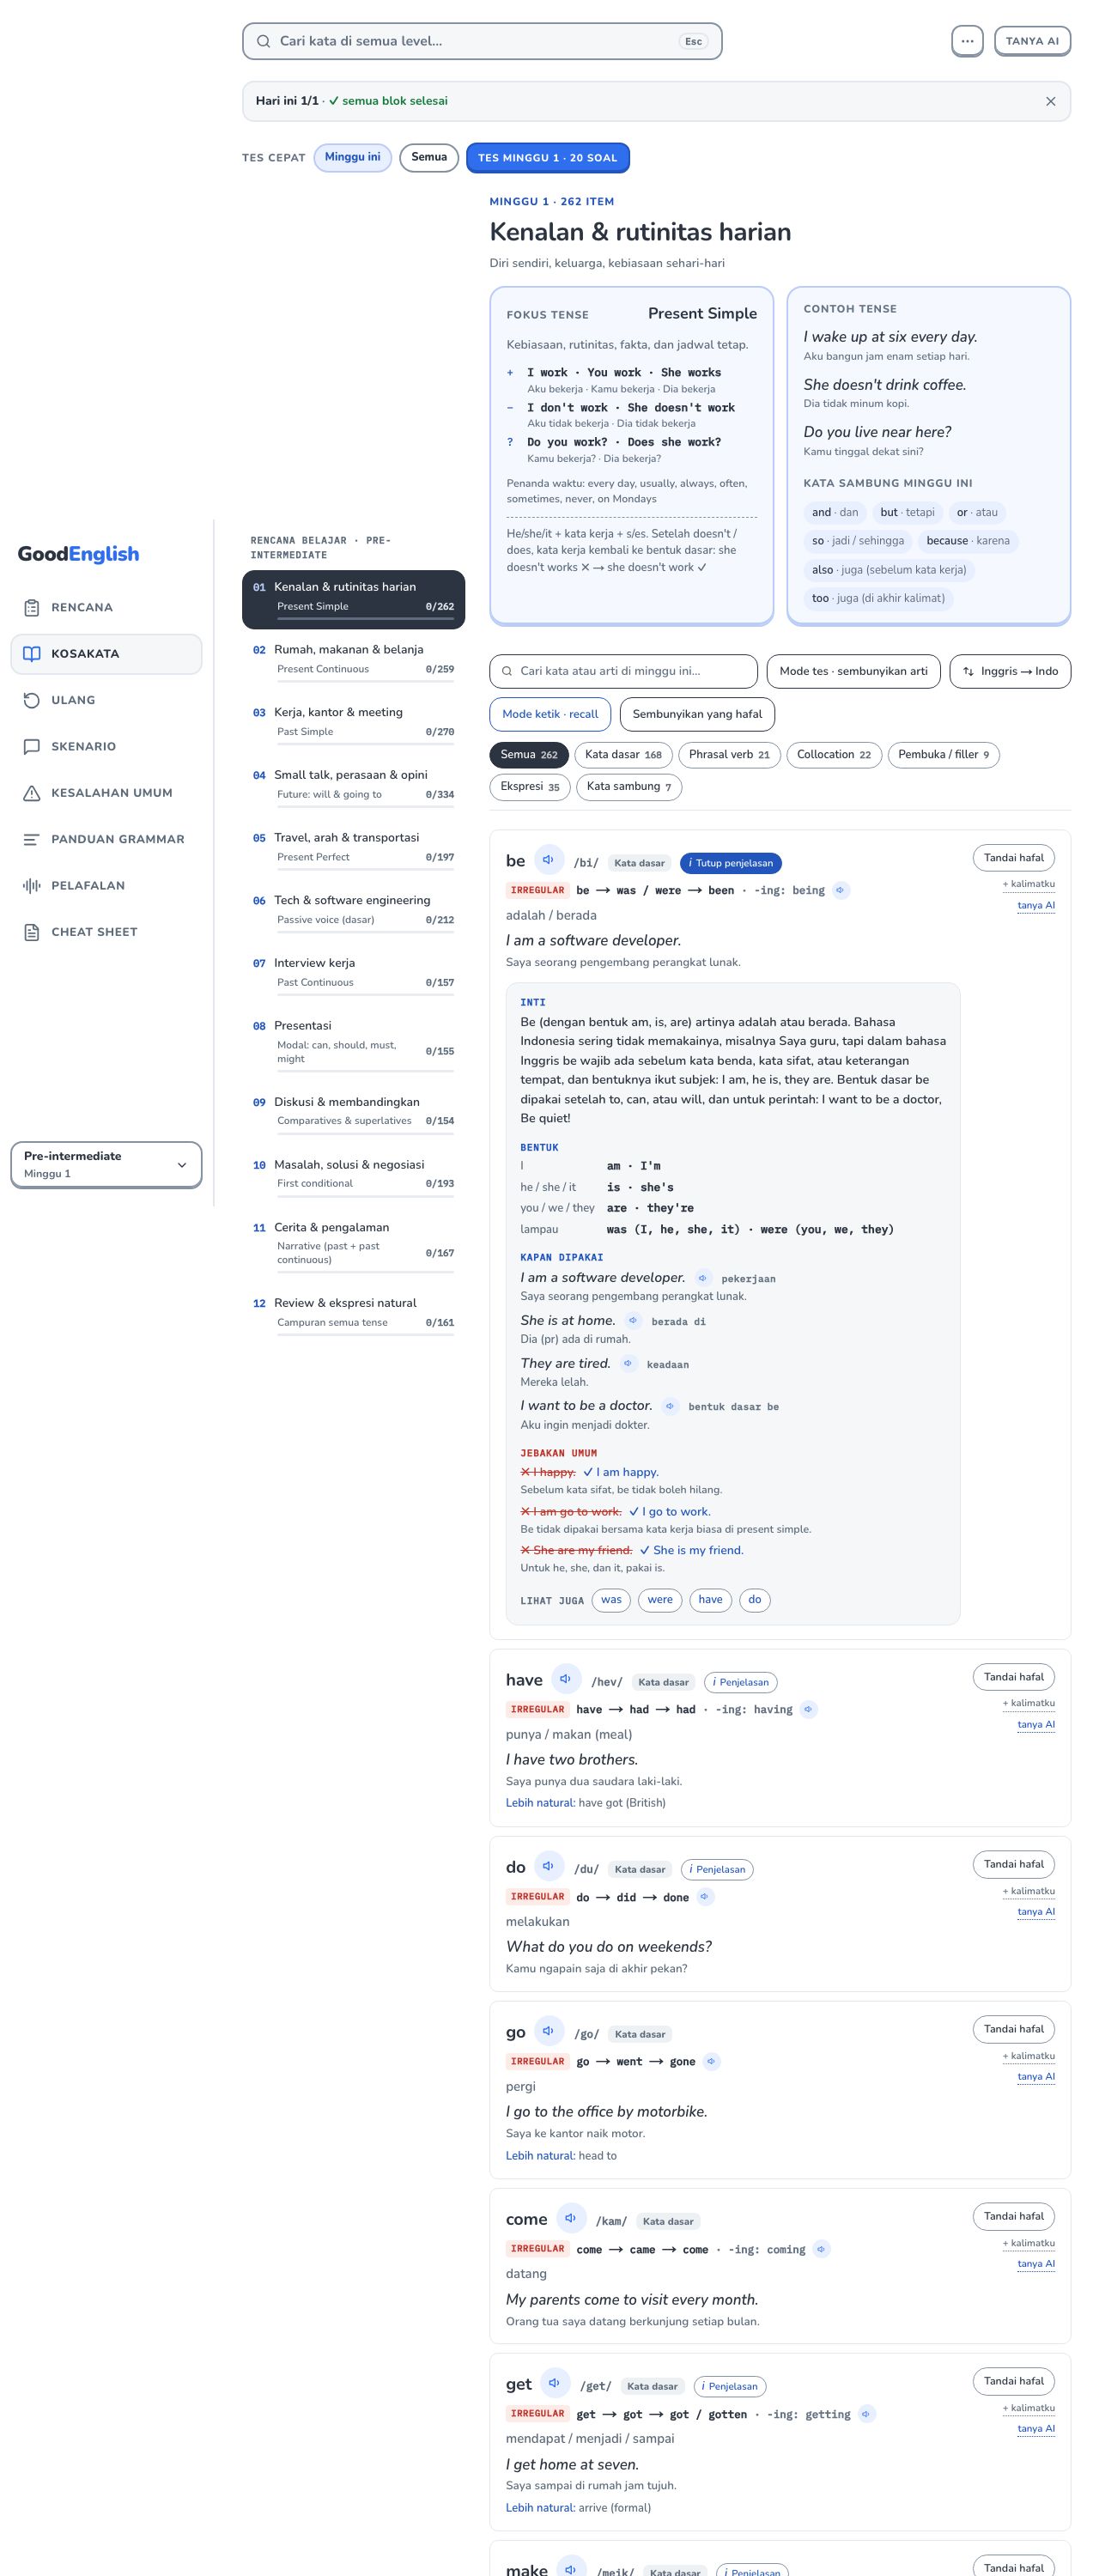 Cari kata di semua level... Esc
... TANYA AI
Hari ini 1/1 · ✓ semua blok selesai ×
TES CEPAT Minggu ini Semua TES MINGGU 1 · 20 SOAL
MINGGU 1 · 262 ITEM
Kenalan & rutinitas harian
Diri sendiri, keluarga, kebiasaan sehari-hari
FOKUS TENSE Present Simple
Kebiasaan, rutinitas, fakta, dan jadwal tetap.
+ I work · You work · She works
Aku bekerja · Kamu bekerja · Dia bekerja
− I don't work · She doesn't work
Aku tidak bekerja · Dia tidak bekerja
? Do you work? · Does she work?
Kamu bekerja? · Dia bekerja?
Penanda waktu: every day, usually, always, often,
sometimes, never, on Mondays
He/she/it + kata kerja + s/es. Setelah doesn't /
does, kata kerja kembali ke bentuk dasar: she
doesn't works ✕ → she doesn't work ✓
CONTOH TENSE
I wake up at six every day.
Aku bangun jam enam setiap hari.
She doesn't drink coffee.
Dia tidak minum kopi.
Do you live near here?
Kamu tinggal dekat sini?
KATA SAMBUNG MINGGU INI
and · dan but · tetapi or · atau
so · jadi / sehingga because · karena
also · juga (sebelum kata kerja)
too · juga (di akhir kalimat)
GoodEnglish
RENCANA
KOSAKATA
ULANG
SKENARIO
KESALAHAN UMUM
PANDUAN GRAMMAR
PELAFALAN
CHEAT SHEET
Pre-intermediate
Minggu 1
RENCANA BELAJAR · PRE-
INTERMEDIATE
01 Kenalan & rutinitas harian
Present Simple 0/262
02 Rumah, makanan & belanja
Present Continuous 0/259
03 Kerja, kantor & meeting
Past Simple 0/270
04 Small talk, perasaan & opini
Future: will & going to 0/334
05 Travel, arah & transportasi
Present Perfect 0/197
06 Tech & software engineering
Passive voice (dasar) 0/212
07 Interview kerja
Past Continuous 0/157
08 Presentasi
Modal: can, should, must,
might 0/155
09 Diskusi & membandingkan
Comparatives & superlatives 0/154
10 Masalah, solusi & negosiasi
First conditional 0/193
11 Cerita & pengalaman
Narrative (past + past
continuous) 0/167
12 Review & ekspresi natural
Campuran semua tense 0/161
Cari kata atau arti di minggu ini... Mode tes · sembunyikan arti Inggris → Indo
Mode ketik · recall Sembunyikan yang hafal
Semua 262 Kata dasar 168 Phrasal verb 21 Collocation 22 Pembuka / filler 9
Ekspresi 35 Kata sambung 7
be /bi/ Kata dasar i Tutup penjelasan Tandai hafal
IRREGULAR be → was / were → been · -ing: being + kalimatku
adalah / berada tanya AI
I am a software developer.
Saya seorang pengembang perangkat lunak.
INTI
Be (dengan bentuk am, is, are) artinya adalah atau berada. Bahasa
Indonesia sering tidak memakainya, misalnya Saya guru, tapi dalam bahasa
Inggris be wajib ada sebelum kata benda, kata sifat, atau keterangan
tempat, dan bentuknya ikut subjek: I am, he is, they are. Bentuk dasar be
dipakai setelah to, can, atau will, dan untuk perintah: I want to be a doctor,
Be quiet!
BENTUK
I am · I'm
he / she / it is · she's
you / we / they are · they're
lampau was (I, he, she, it) · were (you, we, they)
KAPAN DIPAKAI
I am a software developer. pekerjaan
Saya seorang pengembang perangkat lunak.
She is at home. berada di
Dia (pr) ada di rumah.
They are tired. keadaan
Mereka lelah.
I want to be a doctor. bentuk dasar be
Aku ingin menjadi dokter.
JEBAKAN UMUM
✕ I happy. ✓ I am happy.
Sebelum kata sifat, be tidak boleh hilang.
✕ I am go to work. ✓ I go to work.
Be tidak dipakai bersama kata kerja biasa di present simple.
✕ She are my friend. ✓ She is my friend.
Untuk he, she, dan it, pakai is.
LIHAT JUGA was were have do
have /hev/ Kata dasar i Penjelasan Tandai hafal
IRREGULAR have → had → had · -ing: having + kalimatku
punya / makan (meal) tanya AI
I have two brothers.
Saya punya dua saudara laki-laki.
Lebih natural: have got (British)
do /du/ Kata dasar i Penjelasan Tandai hafal
IRREGULAR do → did → done + kalimatku
melakukan tanya AI
What do you do on weekends?
Kamu ngapain saja di akhir pekan?
go /go/ Kata dasar Tandai hafal
IRREGULAR go → went → gone + kalimatku
pergi tanya AI
I go to the office by motorbike.
Saya ke kantor naik motor.
Lebih natural: head to
come /kam/ Kata dasar Tandai hafal
IRREGULAR come → came → come · -ing: coming + kalimatku
datang tanya AI
My parents come to visit every month.
Orang tua saya datang berkunjung setiap bulan.
get /get/ Kata dasar i Penjelasan Tandai hafal
IRREGULAR get → got → got / gotten · -ing: getting + kalimatku
mendapat / menjadi / sampai tanya AI
I get home at seven.
Saya sampai di rumah jam tujuh.
Lebih natural: arrive (formal)
make /meik/ Kata dasar i Penjelasan Tandai hafal